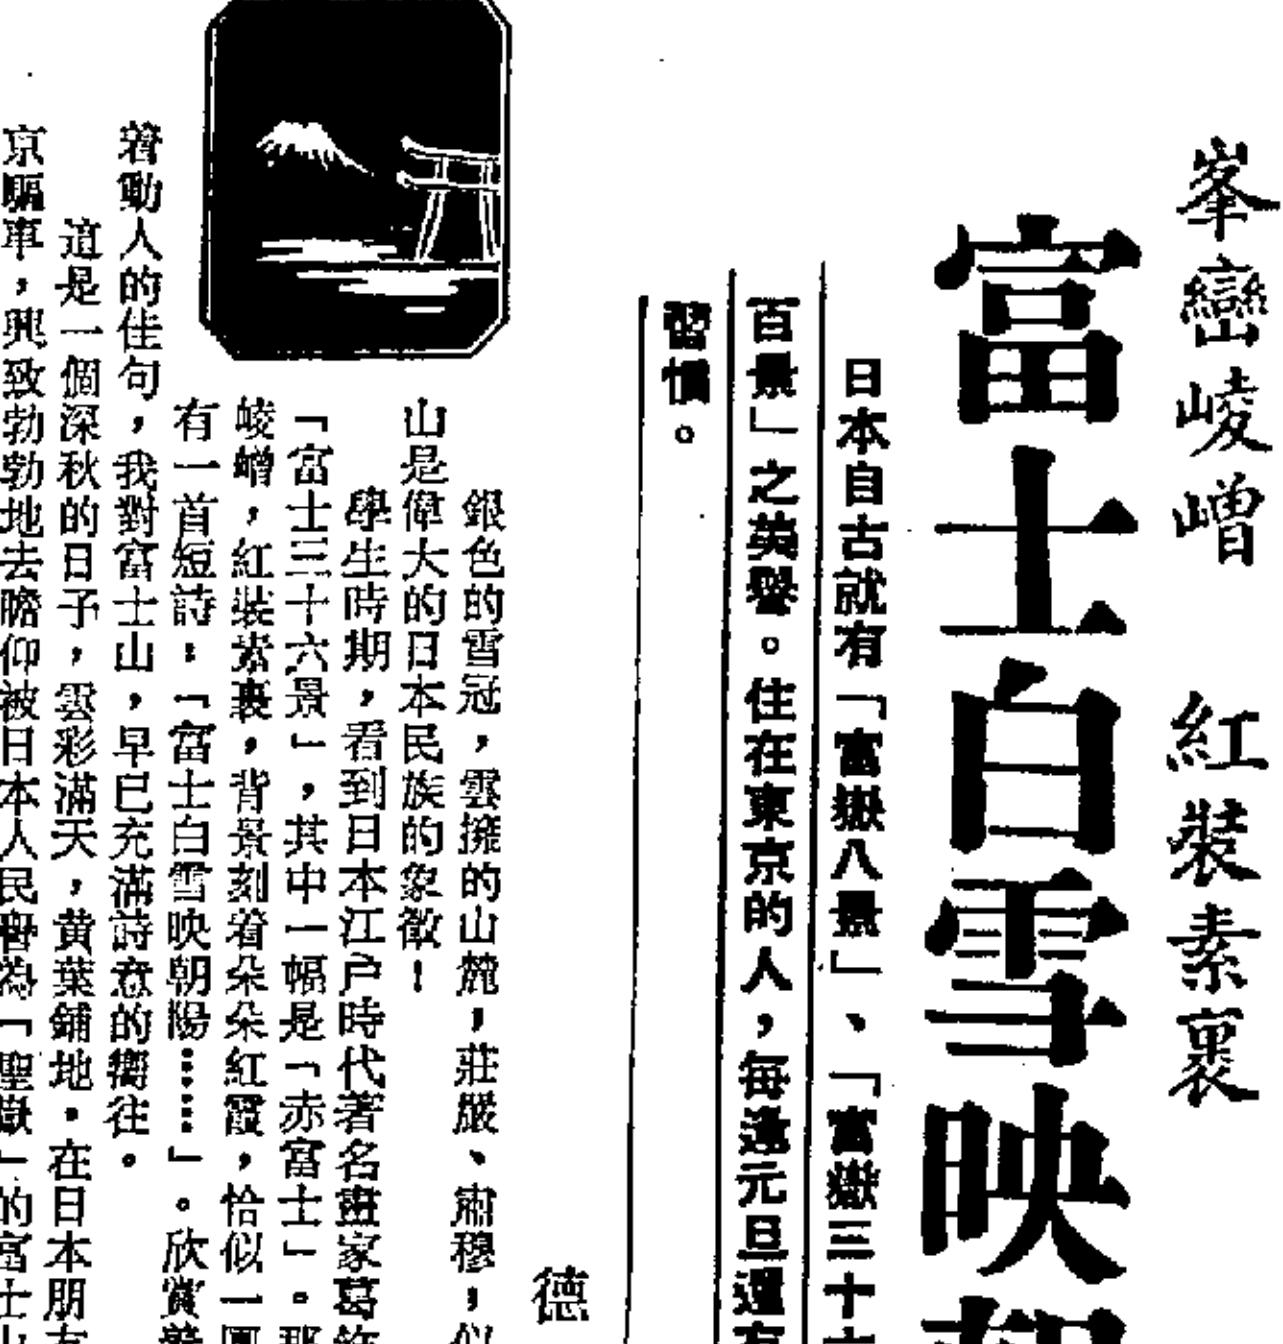 峯巒崚嶒　紅裝素裹
富士白雪映朝
日本自古就有「富嶽八景」、「富嶽三十六
百景」之美譽。住在東京的人，每逢元旦還有
習慣。
德
銀色的雪冠，雲擁的山麓，莊嚴、肅穆，似
山是偉大的日本民族的象徵！
學生時期，看到日本江戶時代著名畫家葛飾
「富士三十六景」，其中一幅是「赤富士」。那
崚嶒，紅裝素裹，背景刻着朵朵紅霞，恰似一團
有一首短詩：「富士白雪映朝陽……」。欣賞着
着動人的佳句，我對富士山，早已充滿詩意的嚮往。
這是一個深秋的日子，雲彩滿天，黄葉鋪地。在日本朋友
京驅車，興致勃勃地去瞻仰被日本人民譽為「聖嶽」的富士山